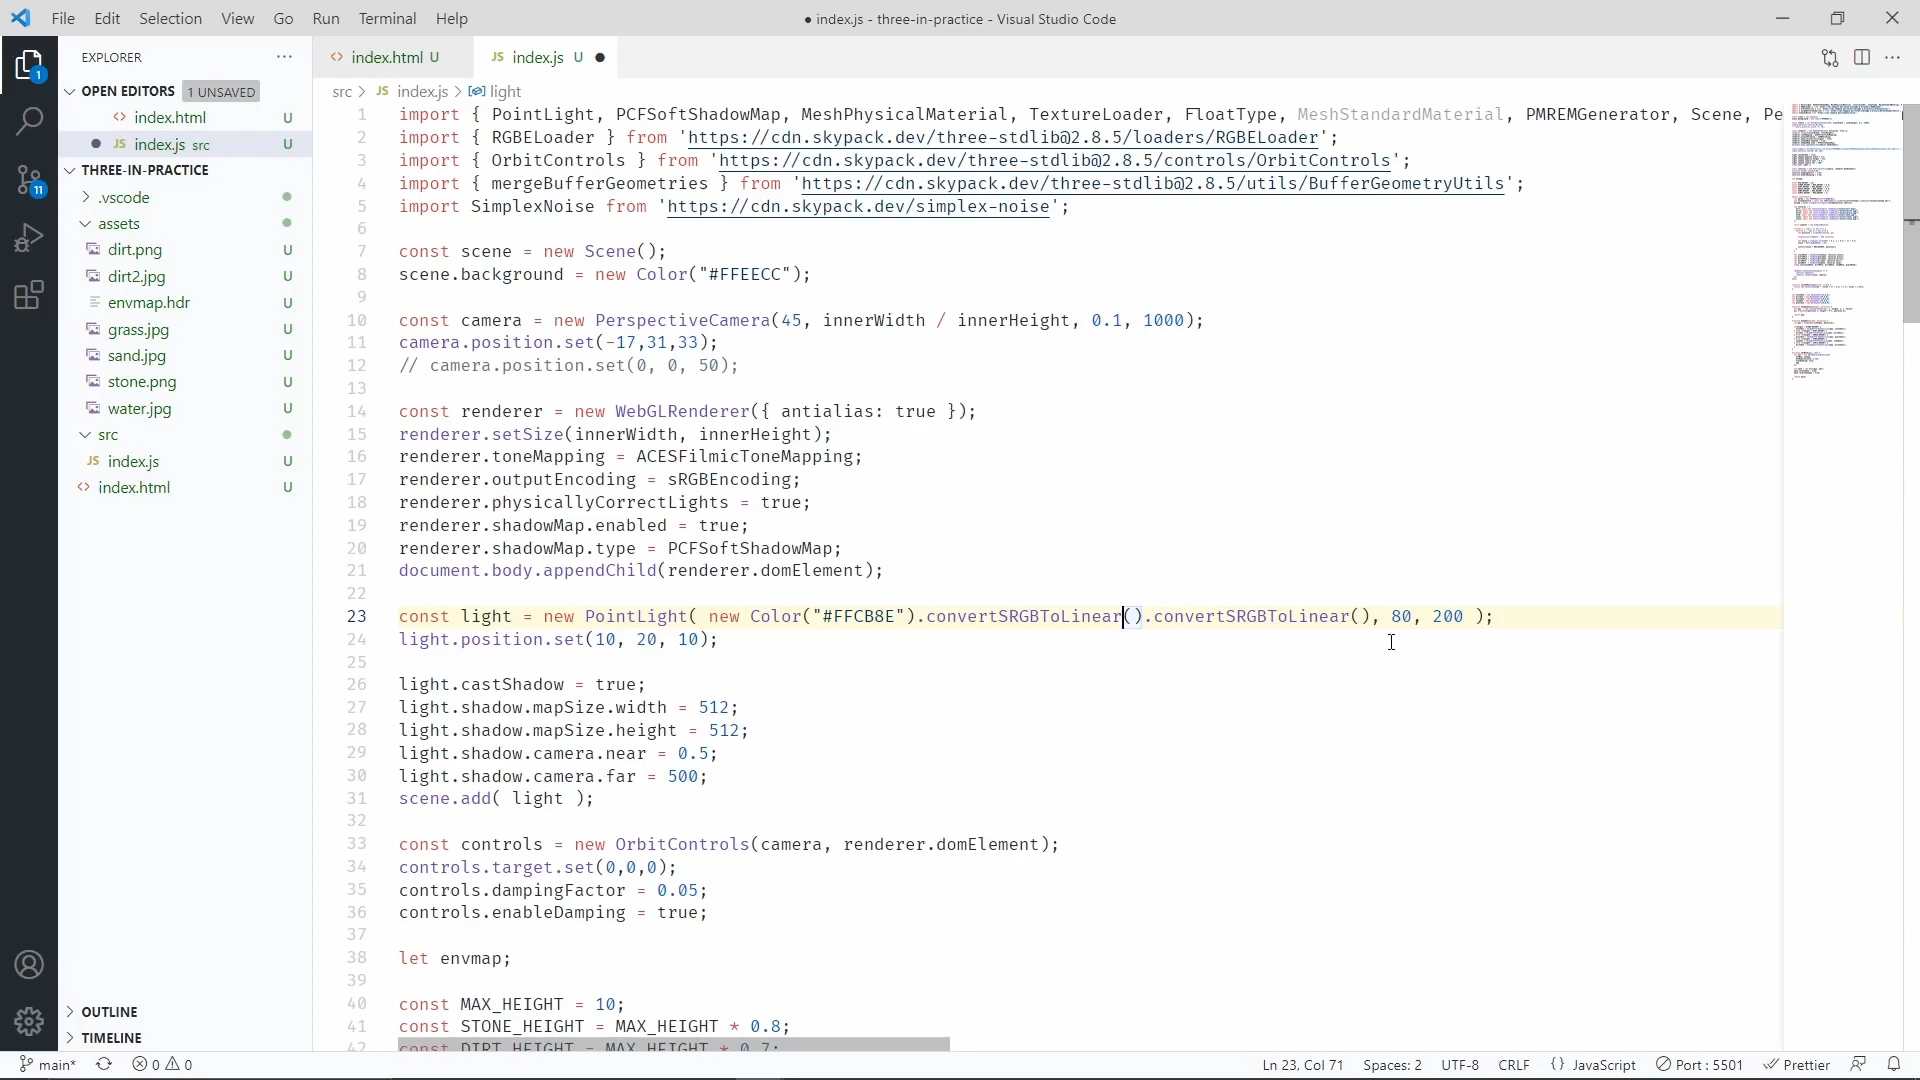 File Edit Selection View Go Run Terminal Help
● index.js - three-in-practice - Visual Studio Code
EXPLORER
OPEN EDITORS 1 UNSAVED
<> index.html U
● JS index.js src U
THREE-IN-PRACTICE
.vscode
assets
dirt.png U
dirt2.jpg U
envmap.hdr U
grass.jpg U
sand.jpg U
stone.png U
water.jpg U
src
JS index.js U
<> index.html U
OUTLINE
TIMELINE
1
11
<> index.html U
JS index.js U ●
src > JS index.js > light
1 import { PointLight, PCFSoftShadowMap, MeshPhysicalMaterial, TextureLoader, FloatType, MeshStandardMaterial, PMREMGenerator, Scene, Pe
2 import { RGBELoader } from 'https://cdn.skypack.dev/three-stdlib@2.8.5/loaders/RGBELoader';
3 import { OrbitControls } from 'https://cdn.skypack.dev/three-stdlib@2.8.5/controls/OrbitControls';
4 import { mergeBufferGeometries } from 'https://cdn.skypack.dev/three-stdlib@2.8.5/utils/BufferGeometryUtils';
5 import SimplexNoise from 'https://cdn.skypack.dev/simplex-noise';
6
7 const scene = new Scene();
8 scene.background = new Color("#FFEECC");
9
10 const camera = new PerspectiveCamera(45, innerWidth / innerHeight, 0.1, 1000);
11 camera.position.set(-17,31,33);
12 // camera.position.set(0, 0, 50);
13
14 const renderer = new WebGLRenderer({ antialias: true });
15 renderer.setSize(innerWidth, innerHeight);
16 renderer.toneMapping = ACESFilmicToneMapping;
17 renderer.outputEncoding = sRGBEncoding;
18 renderer.physicallyCorrectLights = true;
19 renderer.shadowMap.enabled = true;
20 renderer.shadowMap.type = PCFSoftShadowMap;
21 document.body.appendChild(renderer.domElement);
22
23 const light = new PointLight( new Color("#FFCB8E").convertSRGBToLinear().convertSRGBToLinear(), 80, 200 );
24 light.position.set(10, 20, 10);
25
26 light.castShadow = true;
27 light.shadow.mapSize.width = 512;
28 light.shadow.mapSize.height = 512;
29 light.shadow.camera.near = 0.5;
30 light.shadow.camera.far = 500;
31 scene.add( light );
32
33 const controls = new OrbitControls(camera, renderer.domElement);
34 controls.target.set(0,0,0);
35 controls.dampingFactor = 0.05;
36 controls.enableDamping = true;
37
38 let envmap;
39
40 const MAX_HEIGHT = 10;
41 const STONE_HEIGHT = MAX_HEIGHT * 0.8;
42 const DIRT_HEIGHT = MAX_HEIGHT * 0.7;
main* 0 0
Ln 23, Col 71 Spaces: 2 UTF-8 CRLF {} JavaScript Port : 5501 Prettier